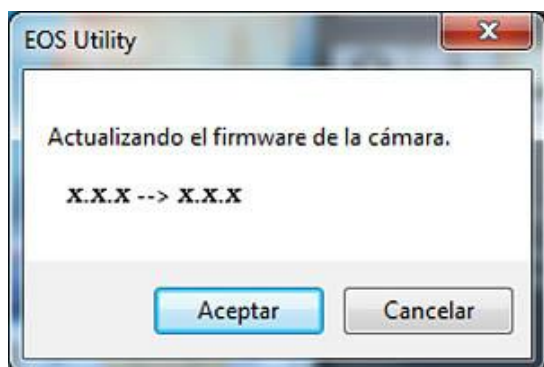 EOS Utility
Actualizando el firmware de la cámara.
X.X.X --> X.X.X
Aceptar
Cancelar